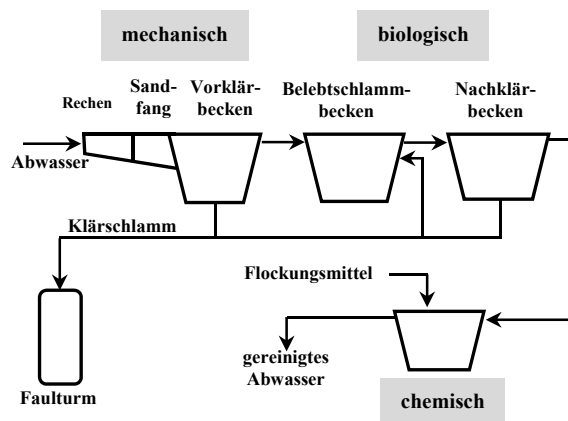 mechanisch
biologisch
Rechen
Sand-
fang
Vorklär-
becken
Belebtschlamm-
becken
Nachklär-
becken
Abwasser
Klärschlamm
Flockungsmittel
gereinigtes
Abwasser
Faulturm
chemisch